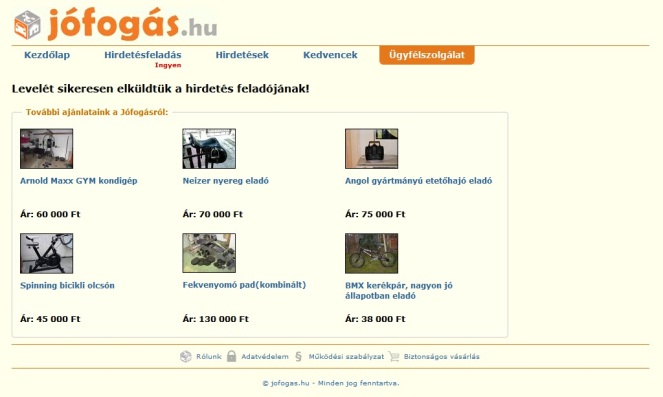 jófogás.hu
Kezdőlap Hirdetésfeladás Hirdetések Kedvencek Ügyfélszolgálat
Ingyen
Levelét sikeresen elküldtük a hirdetés feladójának!
További ajánlataink a Jófogásról:
Arnold Maxx GYM kondigép Neizer nyereg eladó Angol gyártmányú etetőhajó eladó
Ár: 60 000 Ft Ár: 70 000 Ft Ár: 75 000 Ft
Spinning bicikli olcsón Fekvenyomó pad(kombinált) BMX kerékpár, nagyon jó
állapotban eladó
Ár: 45 000 Ft Ár: 130 000 Ft Ár: 38 000 Ft
Rólunk Adatvédelem § Működési szabályzat Biztonságos vásárlás
© jofogas.hu - Minden jog fenntartva.